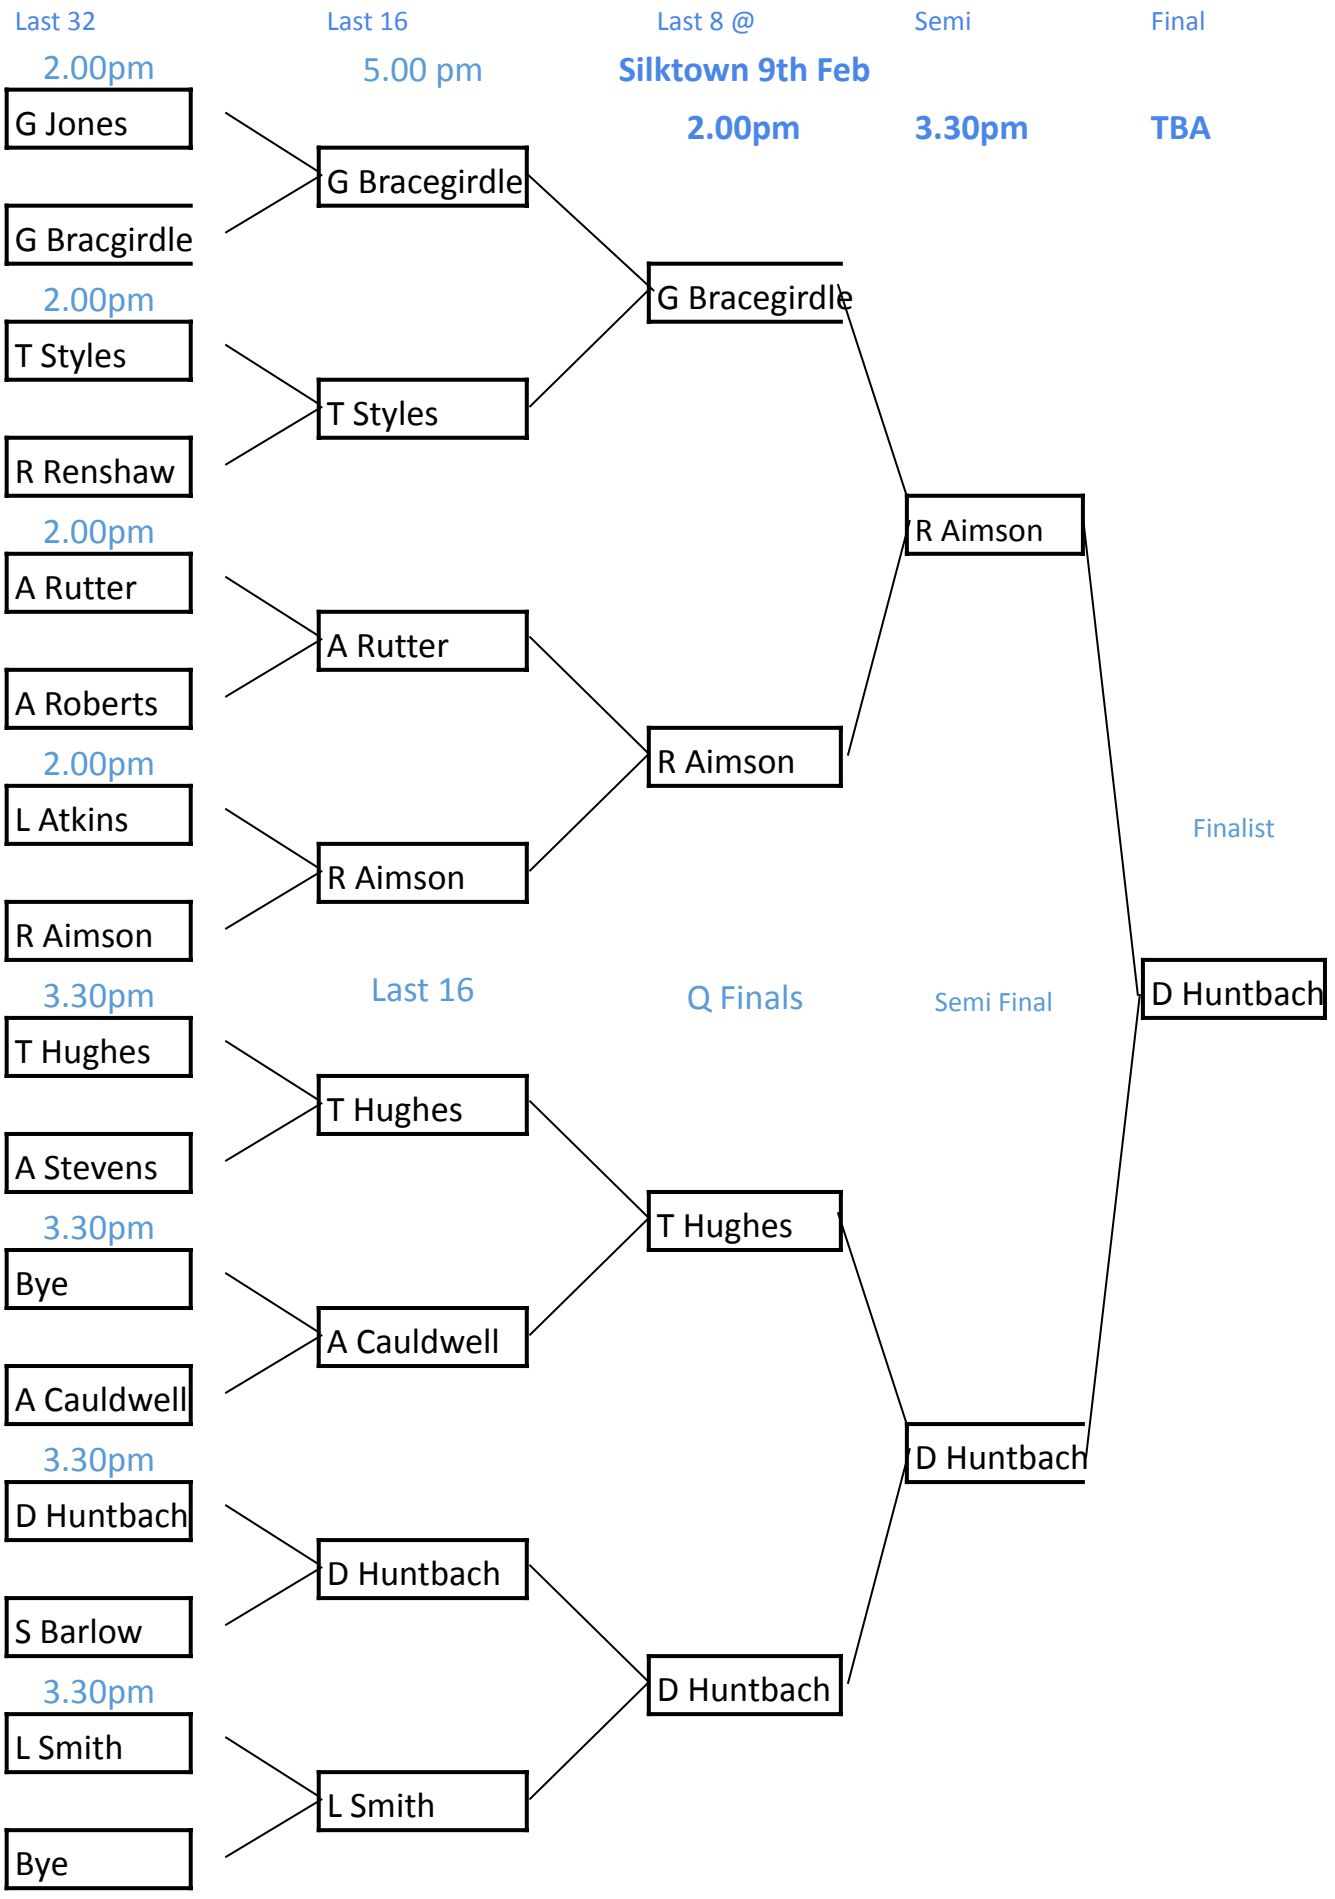 Last 32 Last 16 Last 8 @ Semi Final
2.00pm 5.00 pm Silktown 9th Feb
G Jones 2.00pm 3.30pm TBA
G Bracegirdle
G Bracgirdle
2.00pm G Bracegirdle
T Styles
T Styles
R Renshaw
2.00pm R Aimson
A Rutter
A Rutter
A Roberts
2.00pm R Aimson
L Atkins Finalist
R Aimson
R Aimson
3.30pm Last 16 Q Finals Semi Final D Huntbach
T Hughes
T Hughes
A Stevens
3.30pm T Hughes
Bye
A Cauldwell
A Cauldwell
3.30pm D Huntbach
D Huntbach
D Huntbach
S Barlow
3.30pm D Huntbach
L Smith
L Smith
Bye